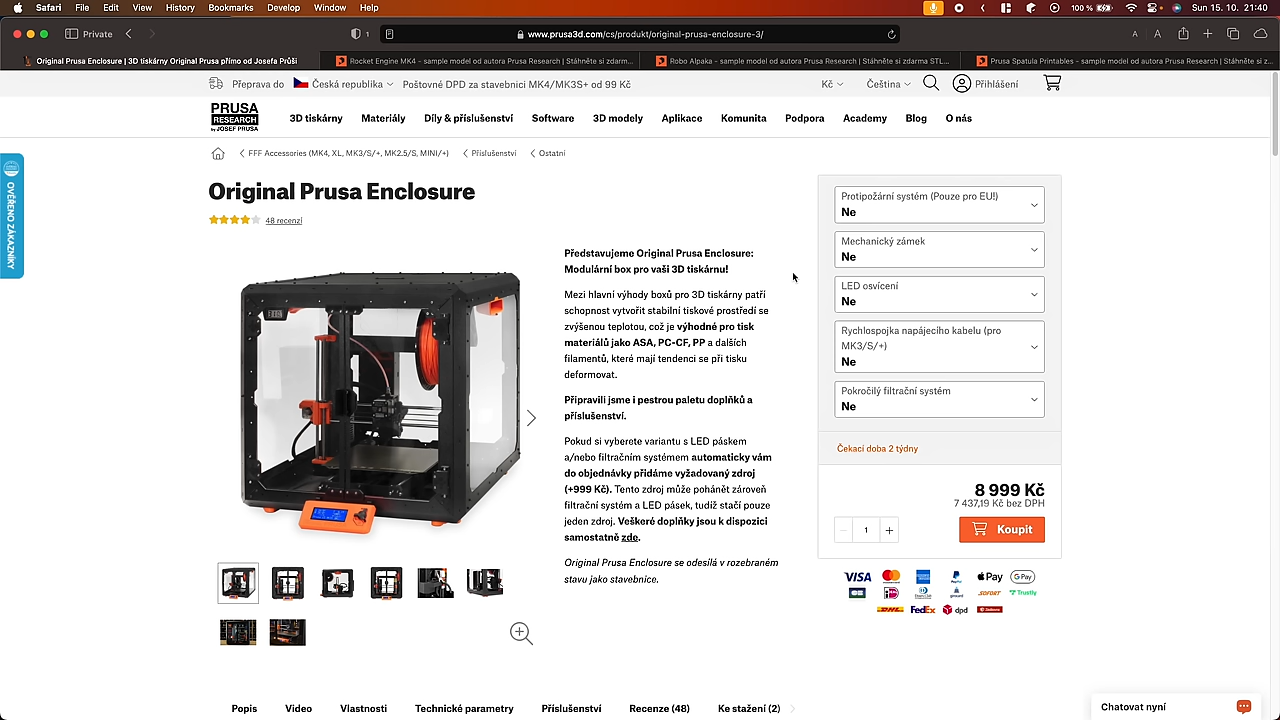 Safari File Edit View History Bookmarks Develop Window Help
100 % Sun 15. 10. 21:40
Private
1
www.prusa3d.com/cs/produkt/original-prusa-enclosure-3/
A A
Original Prusa Enclosure | 3D tiskárny Original Prusa přímo od Josefa Průši
Rocket Engine MK4 - sample model od autora Prusa Research | Stáhněte si zdarm...
Robo Alpaka - sample model od autora Prusa Research | Stáhněte si zdarma STL...
Prusa Spatula Printables - sample model od autora Prusa Research | Stáhněte si z...
Přeprava do Česká republika Poštovné DPD za stavebnici MK4/MK3S+ od 99 Kč
Kč Čeština Přihlášení
PRUSA
RESEARCH
by JOSEF PRUSA
3D tiskárny Materiály Díly & příslušenství Software 3D modely Aplikace Komunita Podpora Academy Blog O nás
FFF Accessories (MK4, XL, MK3/S/+, MK2.5/S, MINI/+) Příslušenství Ostatní
OVĚŘENO ZÁKAZNÍKY
Original Prusa Enclosure
48 recenzí
Představujeme Original Prusa Enclosure:
Modulární box pro vaši 3D tiskárnu!
Mezi hlavní výhody boxů pro 3D tiskárny patří
schopnost vytvořit stabilní tiskové prostředí se
zvýšenou teplotou, což je výhodné pro tisk
materiálů jako ASA, PC-CF, PP a dalších
filamentů, které mají tendenci se při tisku
deformovat.
Připravili jsme i pestrou paletu doplňků a
příslušenství.
Pokud si vyberete variantu s LED páskem
a/nebo filtračním systémem automaticky vám
do objednávky přidáme vyžadovaný zdroj
(+999 Kč). Tento zdroj může pohánět zároveň
filtrační systém a LED pásek, tudíž stačí pouze
jeden zdroj. Veškeré doplňky jsou k dispozici
samostatně zde.
Original Prusa Enclosure se odesílá v rozebraném
stavu jako stavebnice.
Protipožární systém (Pouze pro EU!)
Ne
Mechanický zámek
Ne
LED osvícení
Ne
Rychlospojka napájecího kabelu (pro
MK3/S/+)
Ne
Pokročilý filtrační systém
Ne
Čekací doba 2 týdny
8 999 Kč
7 437,19 Kč bez DPH
1 + Koupit
VISA mastercard PayPal Pay G Pay
iD SOFORT Trustly
DHL FedEx dpd
Popis Video Vlastnosti Technické parametry Příslušenství Recenze (48) Ke stažení (2)
Chatovat nyní